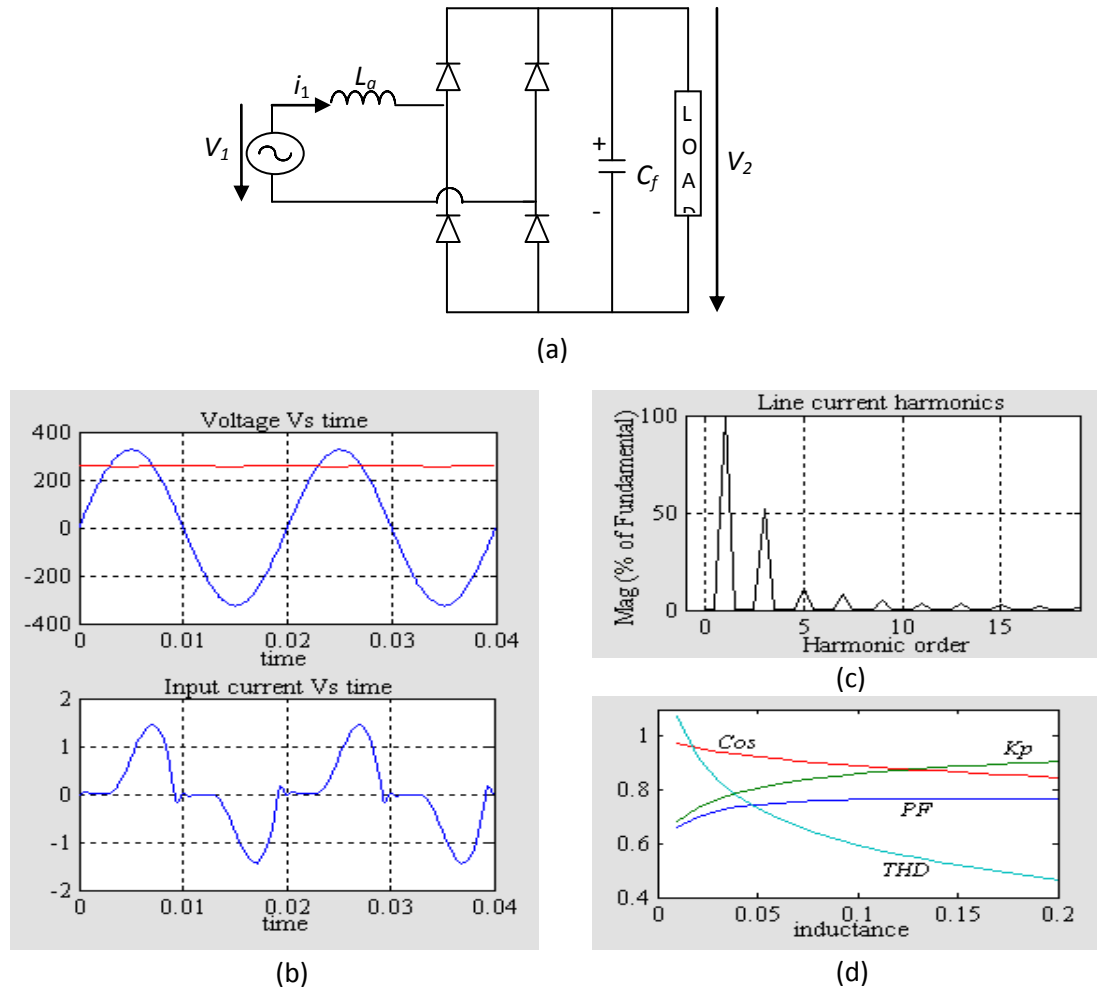 i1
La
V1
+
-
Cf
L
O
A
D
V2
(a)
Voltage Vs time
400
200
0
-200
-400
0
0.01
0.02
0.03
0.04
time
Input current Vs time
2
1
0
-1
-2
0
0.01
0.02
0.03
0.04
time
(b)
Line current harmonics
Mag (% of Fundamental)
100
50
0
0
5
10
15
Harmonic order
(c)
1
0.8
0.6
0.4
Cos
Kp
PF
THD
0
0.05
0.1
0.15
0.2
inductance
(d)